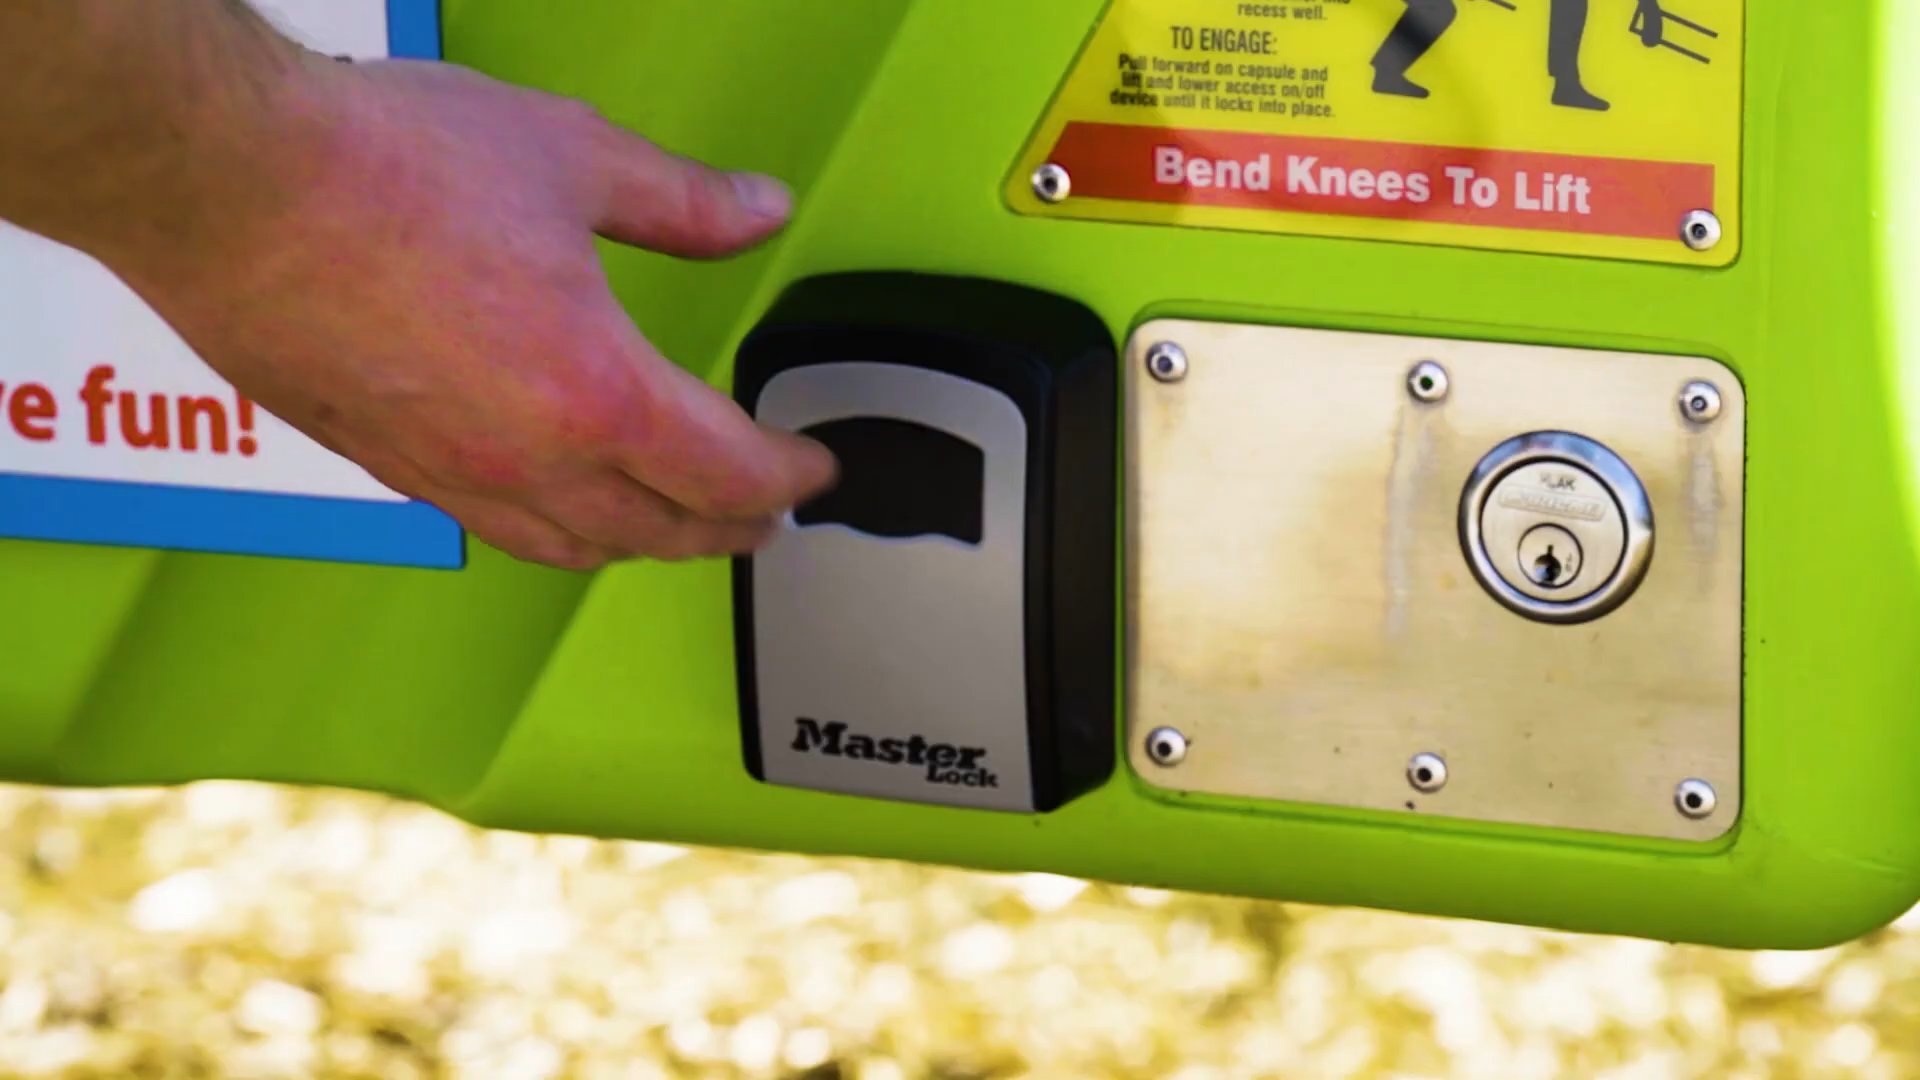 recess well.
TO ENGAGE:
Pull forward on capsule and
lift and lower access on/off
device until it locks into place.
Bend Knees To Lift
ve fun!
Master
Lock